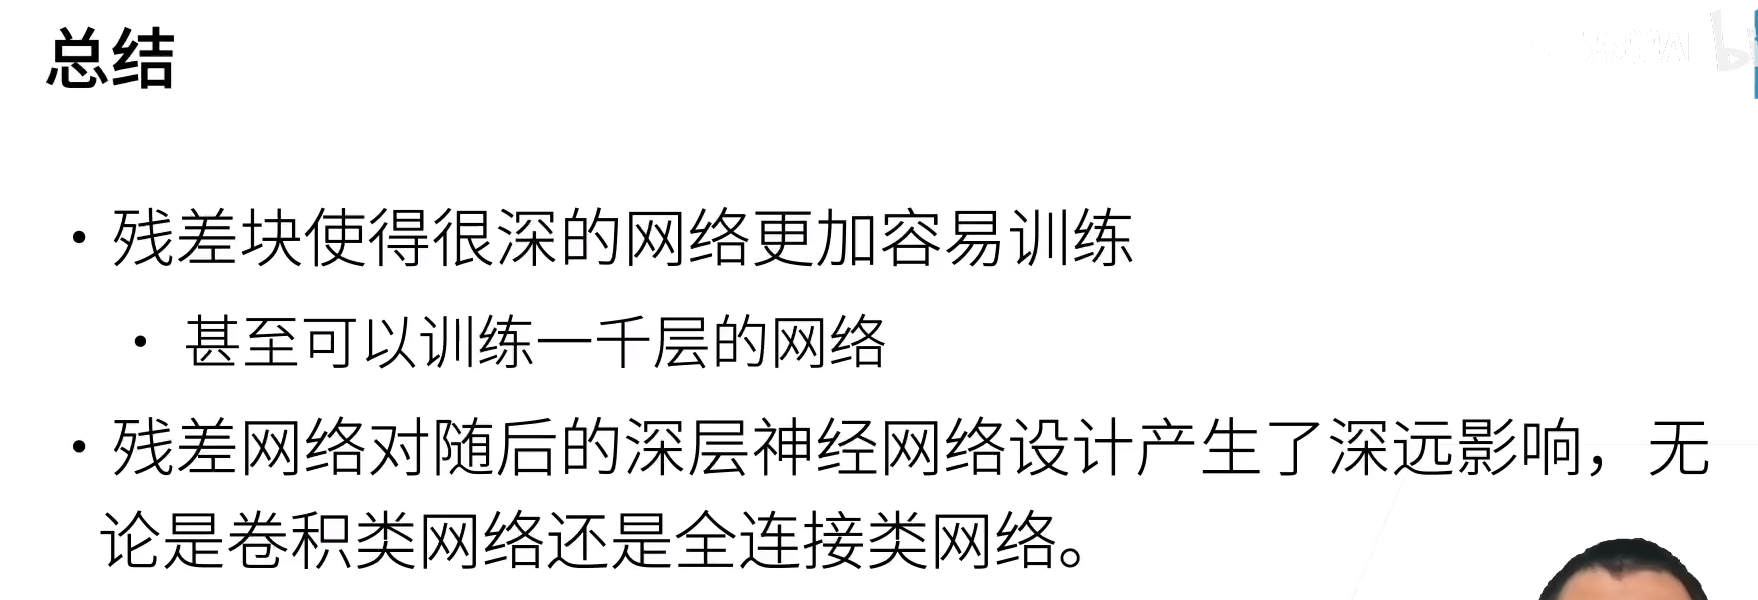 总结
• 残差块使得很深的网络更加容易训练
• 甚至可以训练一千层的网络
• 残差网络对随后的深层神经网络设计产生了深远影响，无
论是卷积类网络还是全连接类网络。